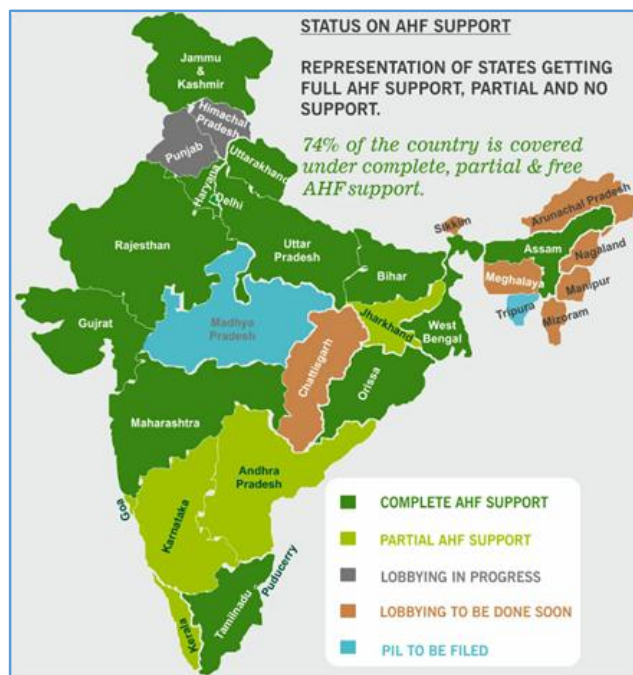 STATUS ON AHF SUPPORT
REPRESENTATION OF STATES GETTING
FULL AHF SUPPORT, PARTIAL AND NO
SUPPORT.
74% of the country is covered
under complete, partial & free
AHF support.
Jammu
&
Kashmir
Himachal
Pradesh
Punjab
Uttarakhand
Haryana
Delhi
Rajesthan
Uttar
Pradesh
Bihar
Sikkim
Arunachal Pradesh
Assam
Nagaland
Meghalaya
Manipur
Tripura
Mizoram
Gujrat
Madhya
Pradesh
Jharkhand
West
Bengal
Chattisgarh
Orissa
Maharashtra
Andhra
Pradesh
Goa
Karnataka
Puducerry
Tamilnadu
Kerala
COMPLETE AHF SUPPORT
PARTIAL AHF SUPPORT
LOBBYING IN PROGRESS
LOBBYING TO BE DONE SOON
PIL TO BE FILED